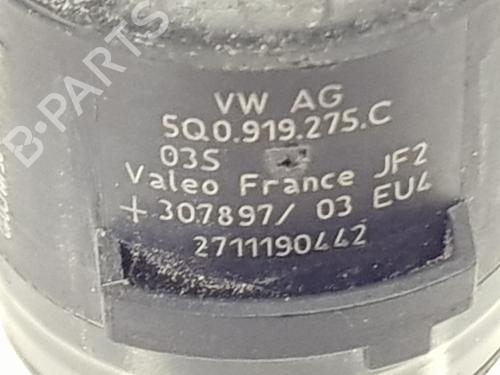 B-PARTS
VW AG
5Q0.919.275.C
03S
Valeo France JF2
+307897/ 03 EU4
2711190442